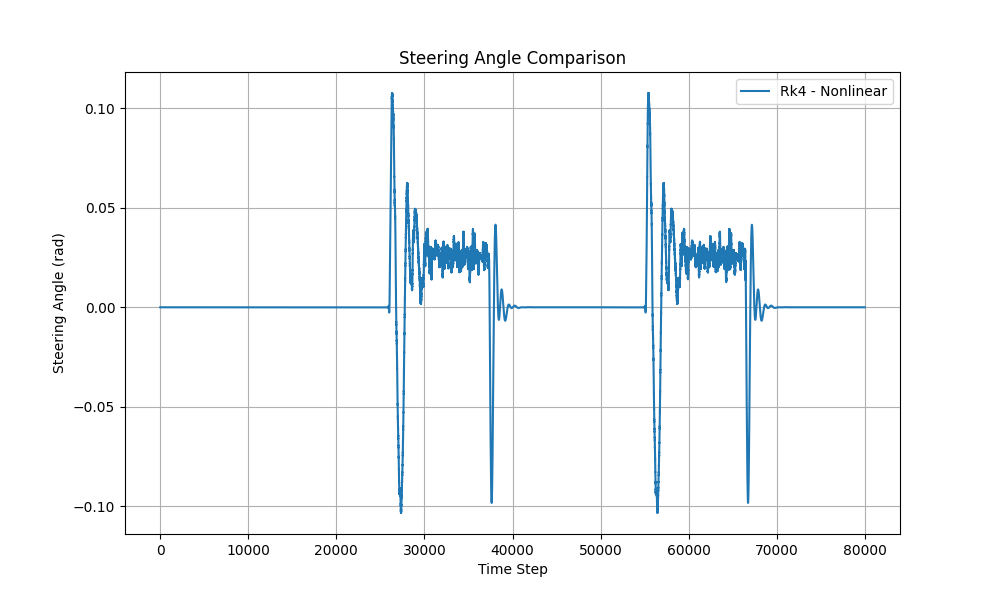 Steering Angle Comparison
Rk4 - Nonlinear
0.10
0.05
0.00
−0.05
−0.10
Steering Angle (rad)
0 10000 20000 30000 40000 50000 60000 70000 80000
Time Step